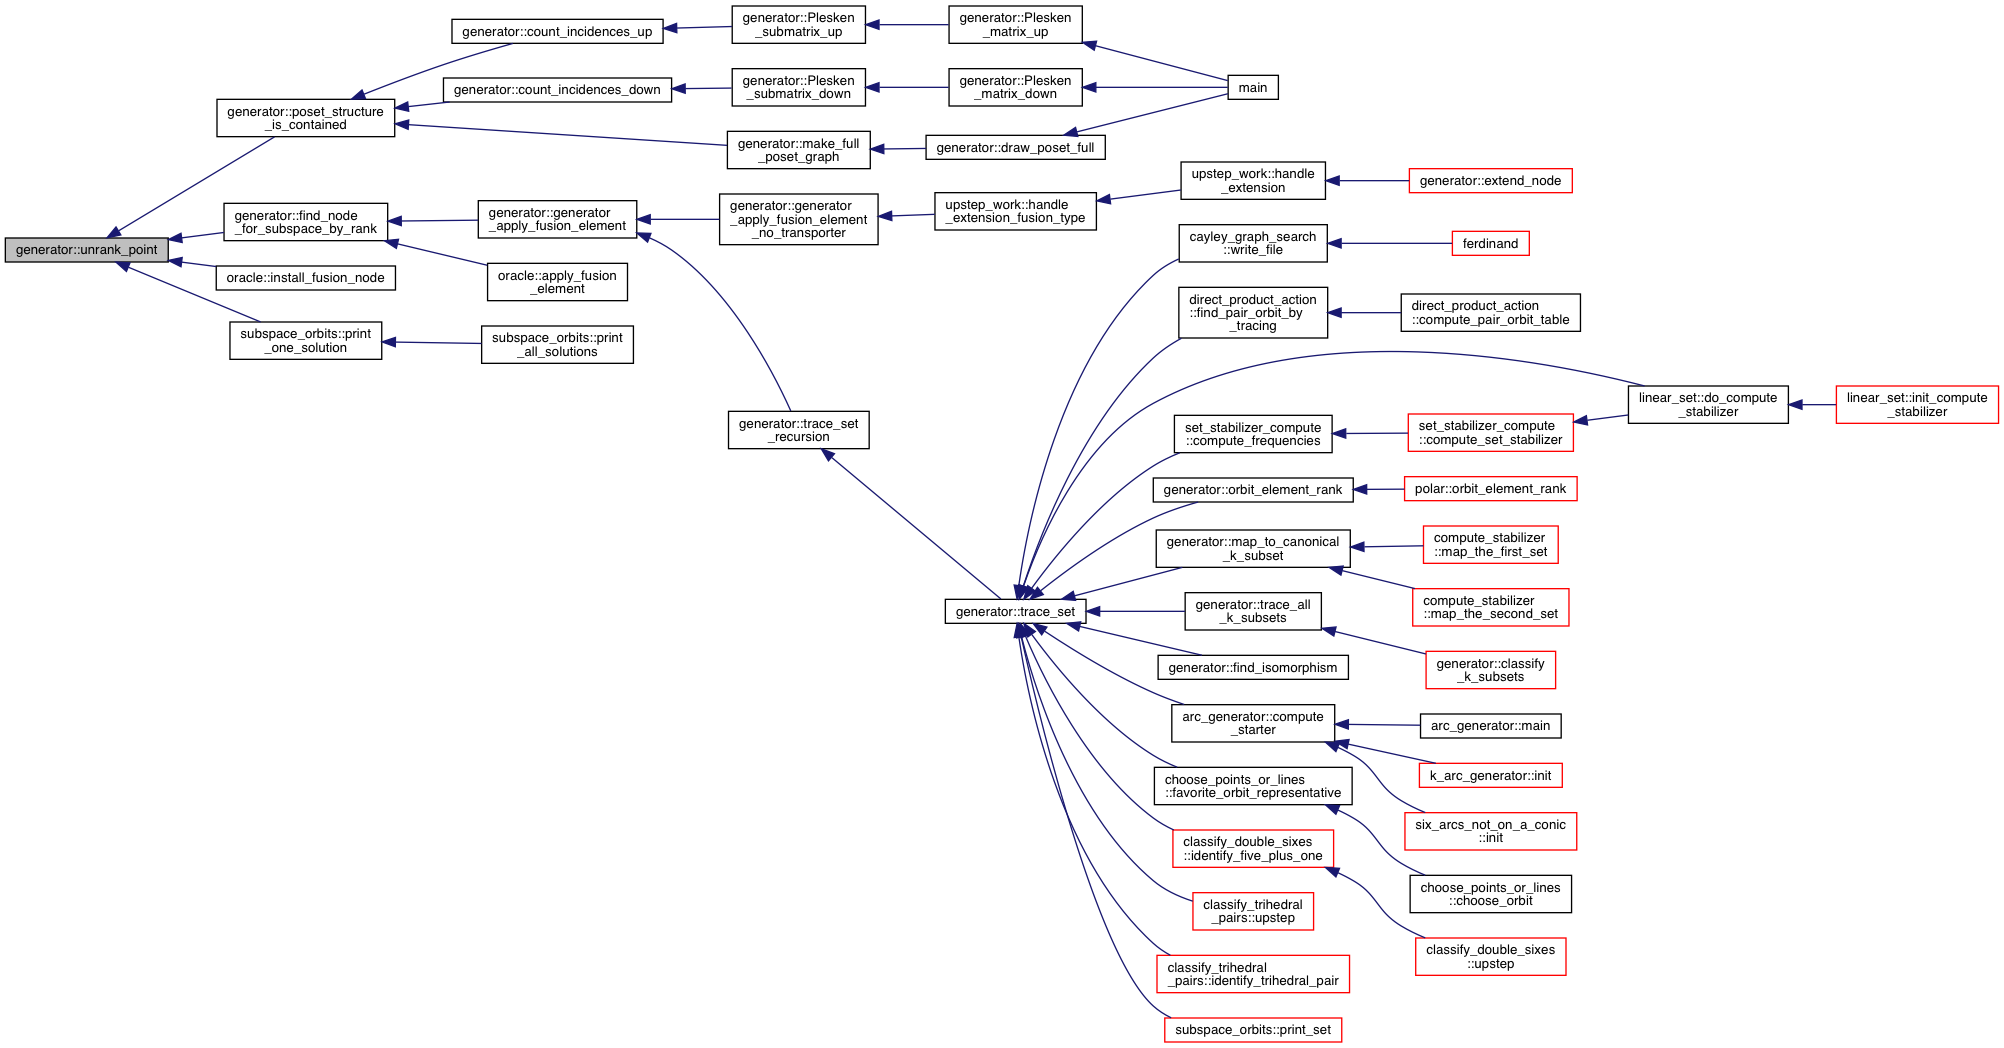 generator::unrank_point
generator::poset_structure
_is_contained
generator::find_node
_for_subspace_by_rank
oracle::install_fusion_node
subspace_orbits::print
_one_solution
generator::count_incidences_up
generator::count_incidences_down
generator::generator
_apply_fusion_element
oracle::apply_fusion
_element
subspace_orbits::print
_all_solutions
generator::Plesken
_submatrix_up
generator::Plesken
_submatrix_down
generator::make_full
_poset_graph
generator::generator
_apply_fusion_element
_no_transporter
generator::trace_set
_recursion
generator::Plesken
_matrix_up
generator::Plesken
_matrix_down
generator::draw_poset_full
upstep_work::handle
_extension_fusion_type
generator::trace_set
main
upstep_work::handle
_extension
cayley_graph_search
::write_file
direct_product_action
::find_pair_orbit_by
_tracing
set_stabilizer_compute
::compute_frequencies
generator::orbit_element_rank
generator::map_to_canonical
_k_subset
generator::trace_all
_k_subsets
generator::find_isomorphism
arc_generator::compute
_starter
choose_points_or_lines
::favorite_orbit_representative
classify_double_sixes
::identify_five_plus_one
classify_trihedral
_pairs::upstep
classify_trihedral
_pairs::identify_trihedral_pair
subspace_orbits::print_set
generator::extend_node
ferdinand
direct_product_action
::compute_pair_orbit_table
set_stabilizer_compute
::compute_set_stabilizer
polar::orbit_element_rank
compute_stabilizer
::map_the_first_set
compute_stabilizer
::map_the_second_set
generator::classify
_k_subsets
arc_generator::main
k_arc_generator::init
six_arcs_not_on_a_conic
::init
choose_points_or_lines
::choose_orbit
classify_double_sixes
::upstep
linear_set::do_compute
_stabilizer
linear_set::init_compute
_stabilizer